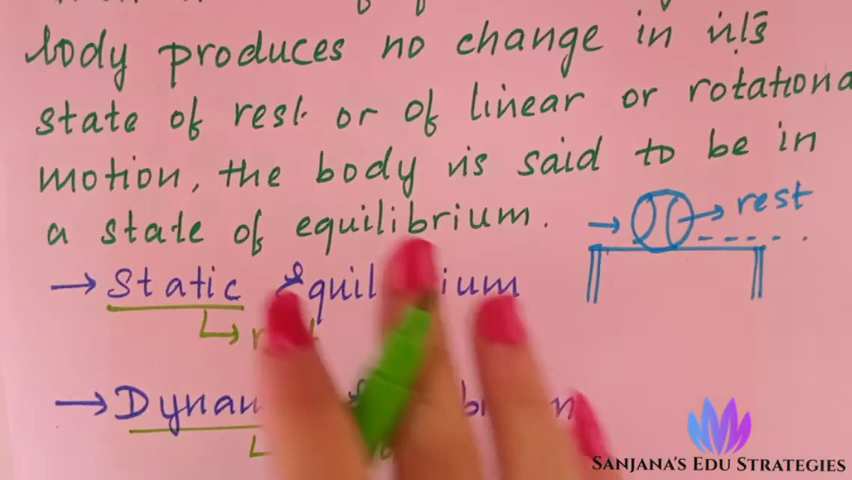 body produces no change in its
state of rest or of linear or rotationa
motion, the body is said to be in
a state of equilibrium.
→ rest
→ Static
→ Dynam
SANJANA'S EDU STRATEGIES